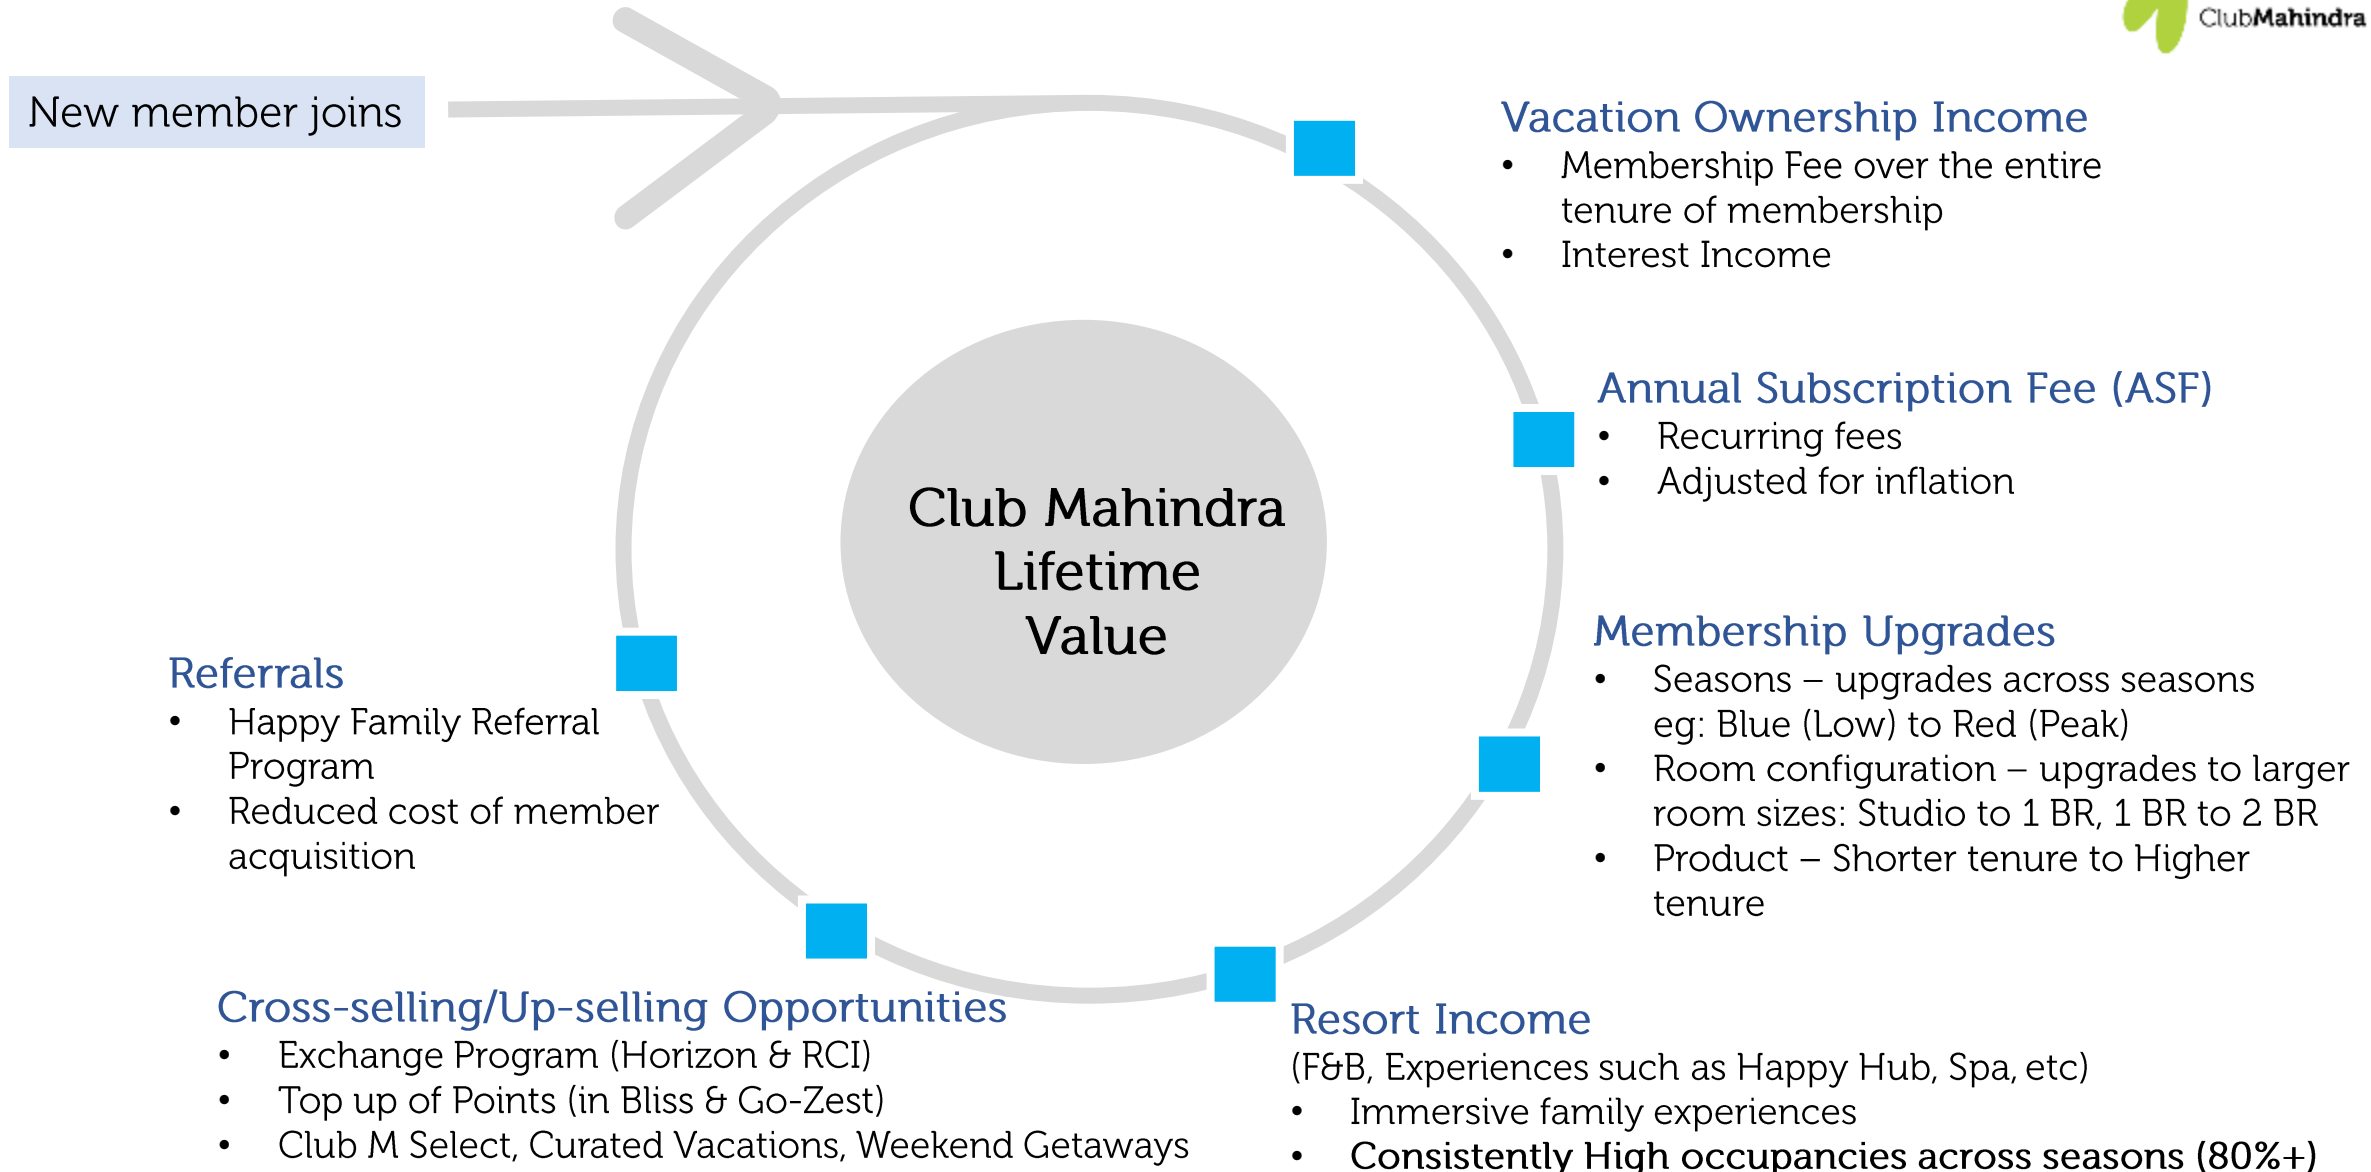 ClubMahindra
New member joins
Vacation Ownership Income
• Membership Fee over the entire
tenure of membership
• Interest Income
Annual Subscription Fee (ASF)
• Recurring fees
• Adjusted for inflation
Club Mahindra
Lifetime
Value
Membership Upgrades
• Seasons – upgrades across seasons
eg: Blue (Low) to Red (Peak)
• Room configuration – upgrades to larger
room sizes: Studio to 1 BR, 1 BR to 2 BR
• Product – Shorter tenure to Higher
tenure
Referrals
• Happy Family Referral
Program
• Reduced cost of member
acquisition
Cross-selling/Up-selling Opportunities
• Exchange Program (Horizon & RCI)
• Top up of Points (in Bliss & Go-Zest)
• Club M Select, Curated Vacations, Weekend Getaways
Resort Income
(F&B, Experiences such as Happy Hub, Spa, etc)
• Immersive family experiences
• Consistently High occupancies across seasons (80%+)